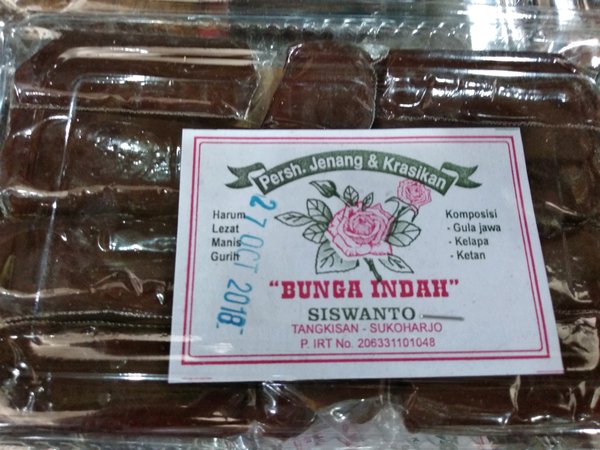 Persh. Jenang & Krasikan
Harum
Lezat
Manis
Gurih
27 OCT 2018
Komposisi
- Gula jawa
- Kelapa
- Ketan
"BUNGA INDAH"
SISWANTO
TANGKISAN - SUKOHARJO
P. IRT No. 206331101048